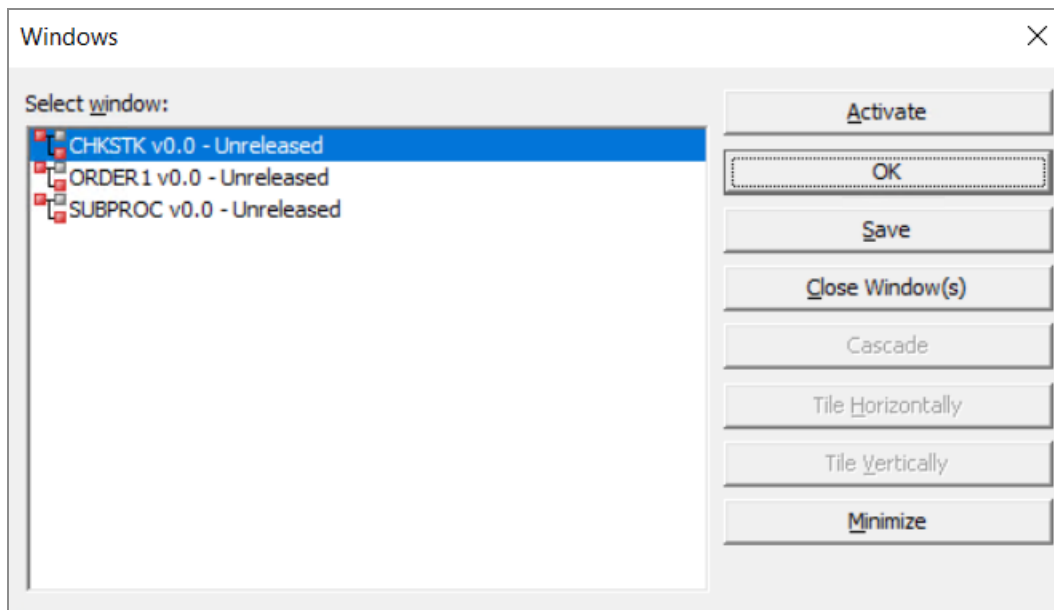 Windows
Select window:
CHKSTK v0.0 - Unreleased
ORDER1 v0.0 - Unreleased
SUBPROC v0.0 - Unreleased
Activate
OK
Save
Close Window(s)
Cascade
Tile Horizontally
Tile Vertically
Minimize